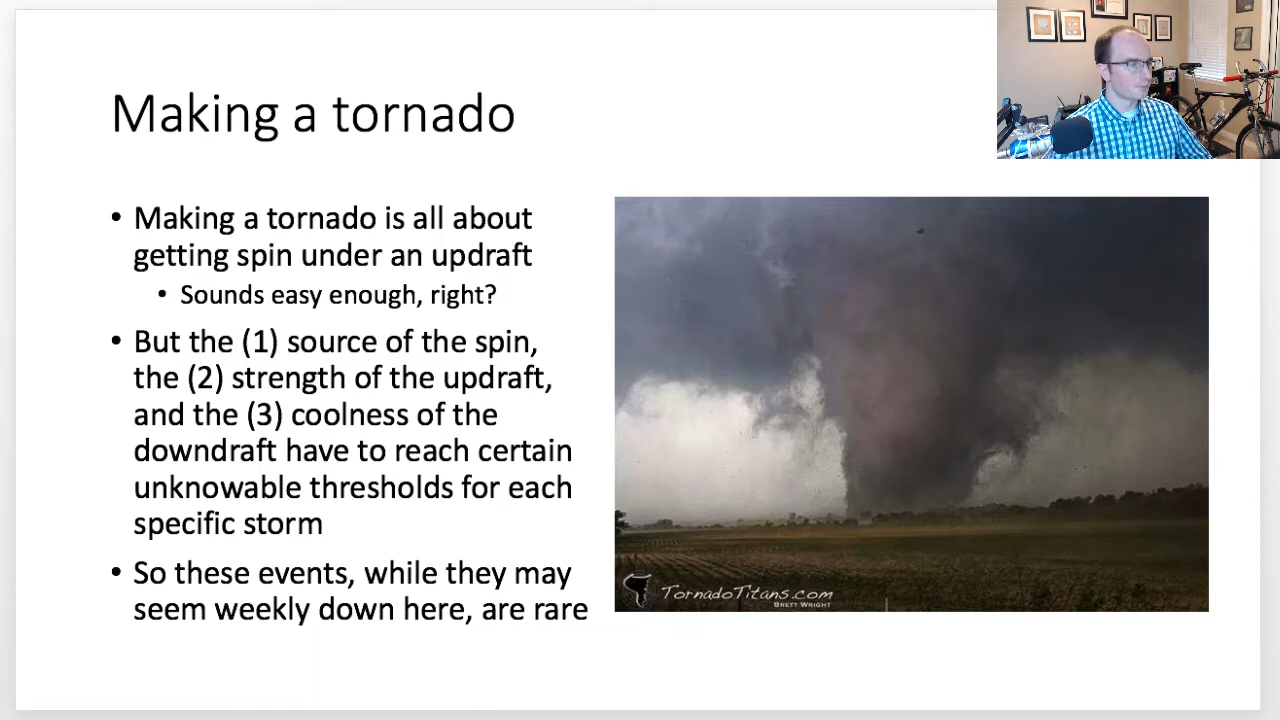 Making a tornado
• Making a tornado is all about
getting spin under an updraft
• Sounds easy enough, right?
• But the (1) source of the spin,
the (2) strength of the updraft,
and the (3) coolness of the
downdraft have to reach certain
unknowable thresholds for each
specific storm
• So these events, while they may
seem weekly down here, are rare
TornadoTitans.com
BRETT WRIGHT